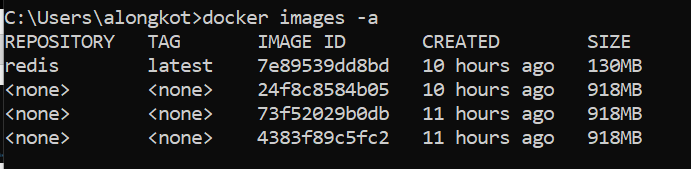 C:\Users\alongkot>docker images -a
REPOSITORY TAG IMAGE ID CREATED SIZE
redis latest 7e89539dd8bd 10 hours ago 130MB
<none> <none> 24f8c8584b05 10 hours ago 918MB
<none> <none> 73f52029b0db 11 hours ago 918MB
<none> <none> 4383f89c5fc2 11 hours ago 918MB